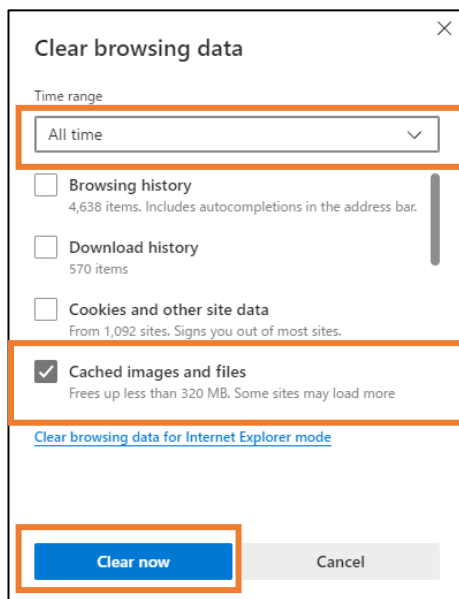 Clear browsing data
Time range
All time
Browsing history
4,638 items. Includes autocompletions in the address bar.
Download history
570 items
Cookies and other site data
From 1,092 sites. Signs you out of most sites.
Cached images and files
Frees up less than 320 MB. Some sites may load more
Clear browsing data for Internet Explorer mode
Clear now
Cancel